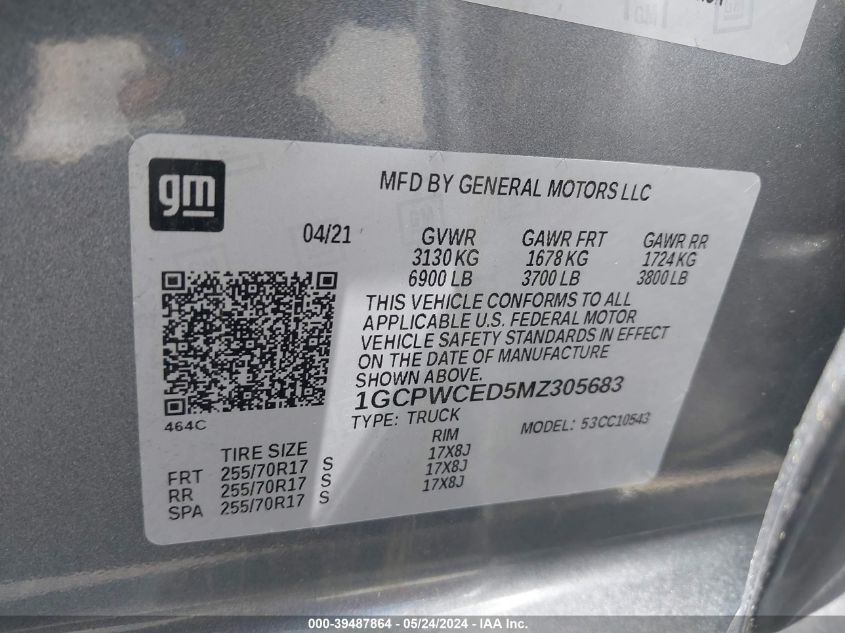 gm
MFD BY GENERAL MOTORS LLC
04/21 GVWR GAWR FRT GAWR RR
3130 KG 1678 KG 1724 KG
6900 LB 3700 LB 3800 LB
THIS VEHICLE CONFORMS TO ALL
APPLICABLE U.S. FEDERAL MOTOR
VEHICLE SAFETY STANDARDS IN EFFECT
ON THE DATE OF MANUFACTURE
SHOWN ABOVE.
1GCPWCED5MZ305683
464C
TYPE: TRUCK MODEL: 53CC10543
TIRE SIZE RIM
FRT 255/70R17 S 17X8J
RR 255/70R17 S 17X8J
SPA 255/70R17 S 17X8J
000-39487864 - 05/24/2024 - IAA Inc.